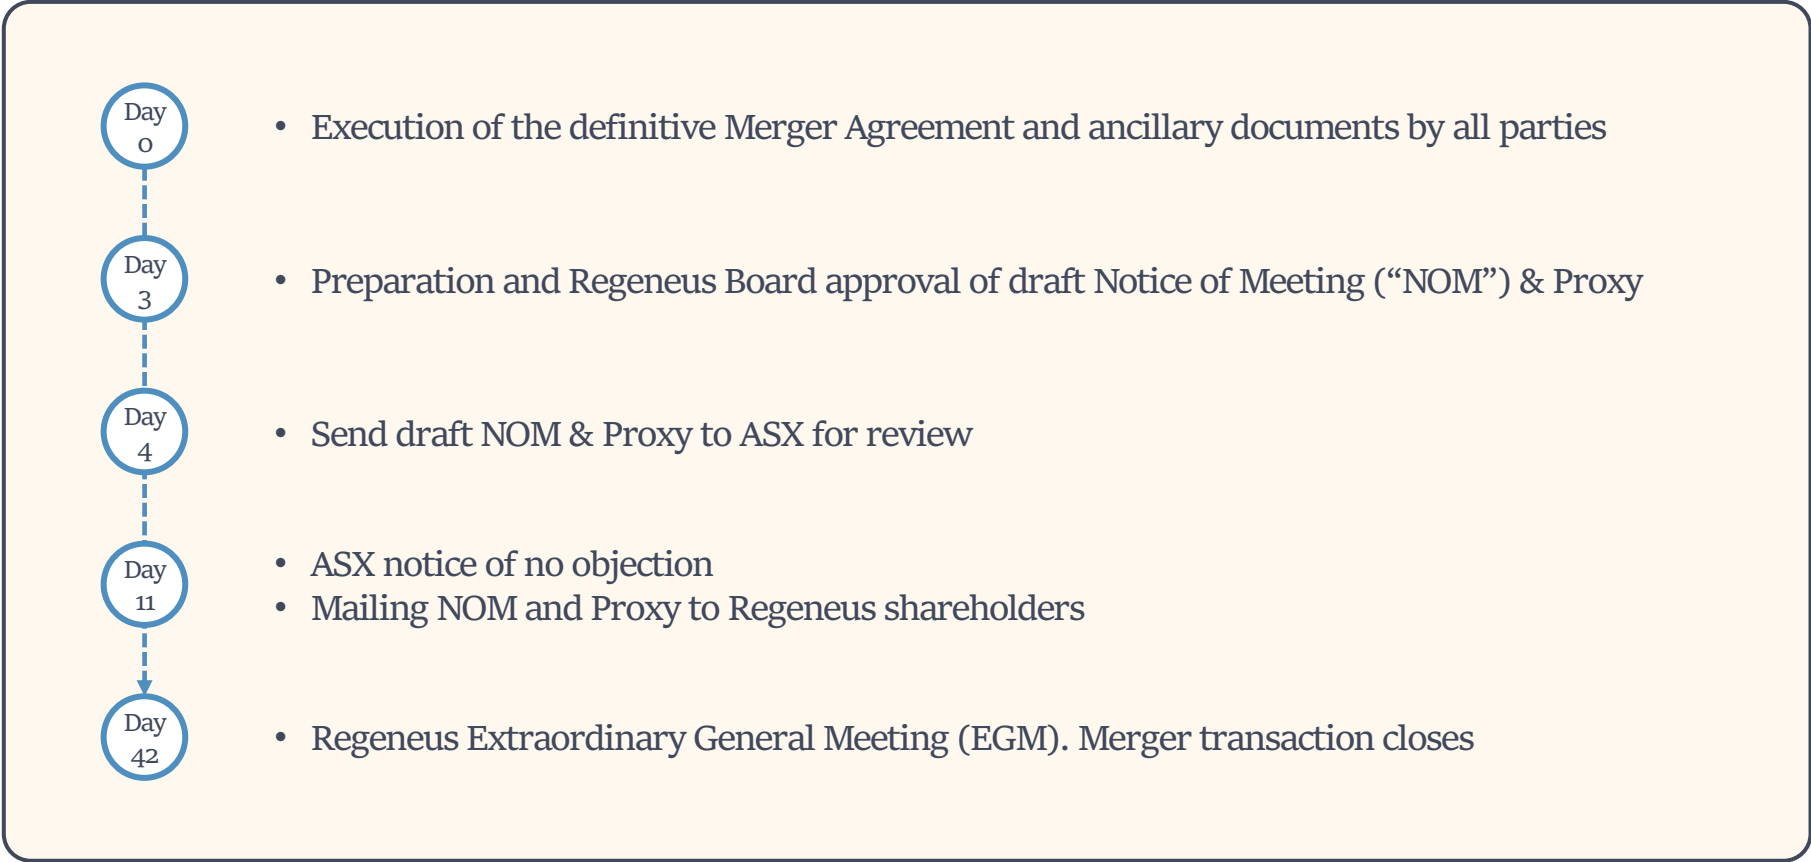 Day
0
• Execution of the definitive Merger Agreement and ancillary documents by all parties
Day
3
• Preparation and Regeneus Board approval of draft Notice of Meeting (“NOM”) & Proxy
Day
4
• Send draft NOM & Proxy to ASX for review
Day
11
• ASX notice of no objection
• Mailing NOM and Proxy to Regeneus shareholders
Day
42
• Regeneus Extraordinary General Meeting (EGM). Merger transaction closes